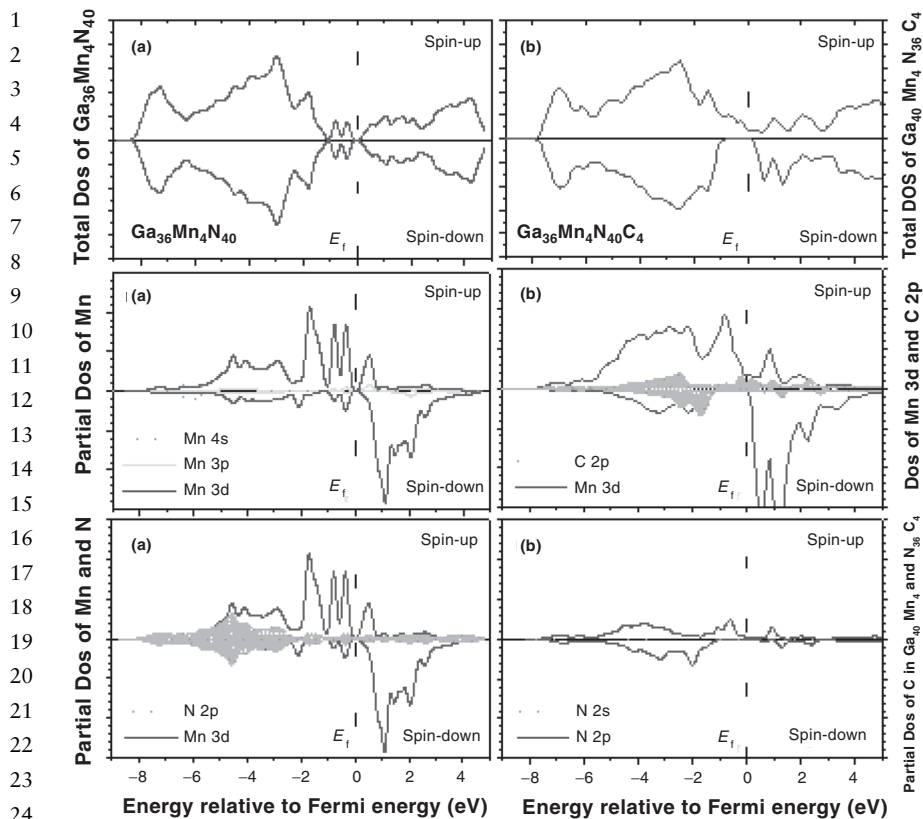 1
2
3
4
5
6
7
8
9
10
11
12
13
14
15
16
17
18
19
20
21
22
23
24
Total Dos of Ga36Mn4N40
(a)
Spin-up
Ga36Mn4N40
Ef
Spin-down
(b)
Spin-up
Ga36Mn4N40C4
Ef
Spin-down
Total DOS of Ga40 Mn4 N36 C4
Partial Dos of Mn
(a)
Spin-up
Mn 4s
Mn 3p
Mn 3d
Ef
Spin-down
(b)
Spin-up
C 2p
Mn 3d
Ef
Spin-down
Dos of Mn 3d and C 2p
Partial Dos of Mn and N
(a)
Spin-up
N 2p
Mn 3d
Ef
Spin-down
(b)
Spin-up
N 2s
N 2p
Ef
Spin-down
Partial Dos of C in Ga40 Mn4 and N36 C4
−8 −6 −4 −2 0 2 4
−8 −6 −4 −2 0 2 4
Energy relative to Fermi energy (eV)
Energy relative to Fermi energy (eV)